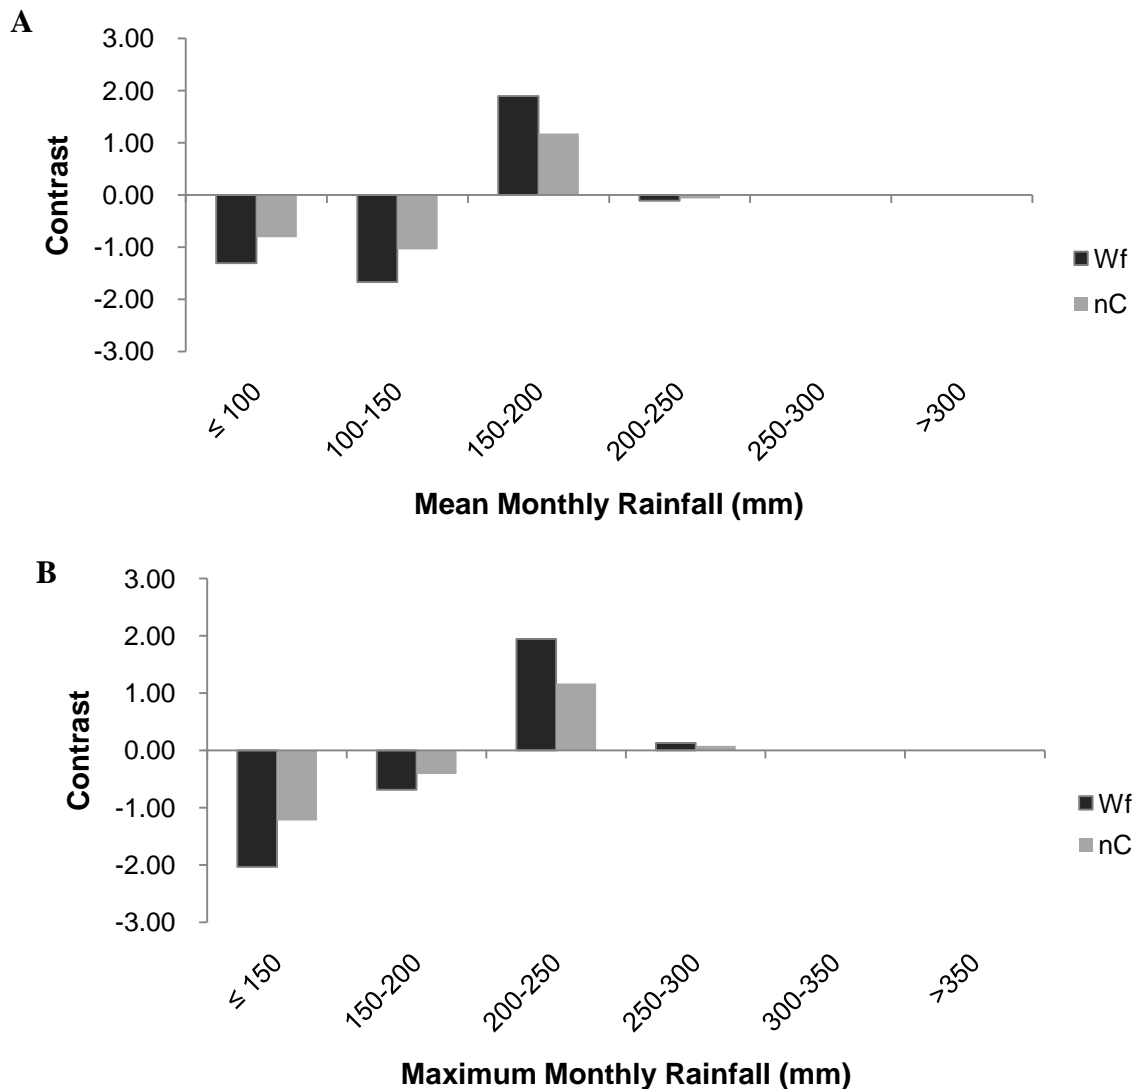 A
3.00
2.00
1.00
0.00
-1.00
-2.00
-3.00
Contrast
≤ 100
100-150
150-200
200-250
250-300
>300
Mean Monthly Rainfall (mm)
Wf
nC
B
3.00
2.00
1.00
0.00
-1.00
-2.00
-3.00
Contrast
≤ 150
150-200
200-250
250-300
300-350
>350
Maximum Monthly Rainfall (mm)
Wf
nC